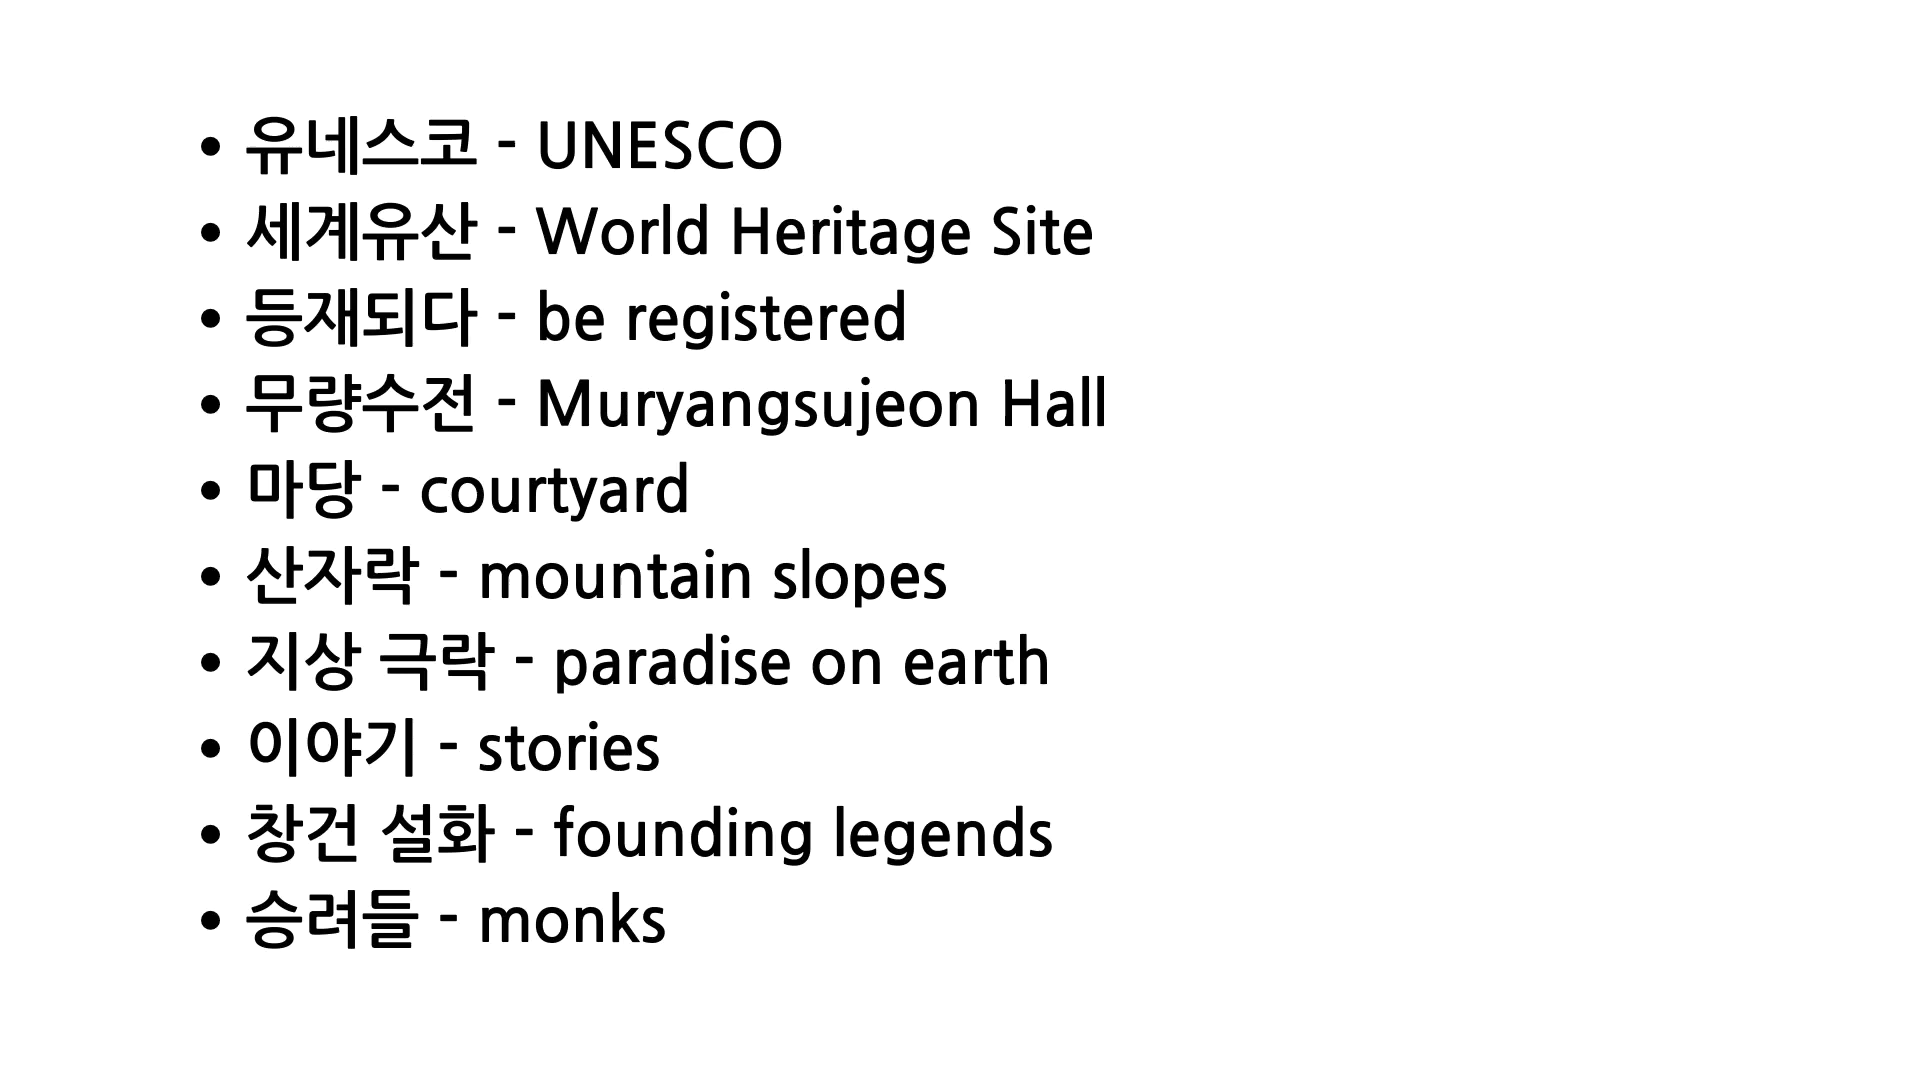 • 유네스코 - UNESCO
• 세계유산 - World Heritage Site
• 등재되다 - be registered
• 무량수전 - Muryangsujeon Hall
• 마당 - courtyard
• 산자락 - mountain slopes
• 지상 극락 - paradise on earth
• 이야기 - stories
• 창건 설화 - founding legends
• 승려들 - monks